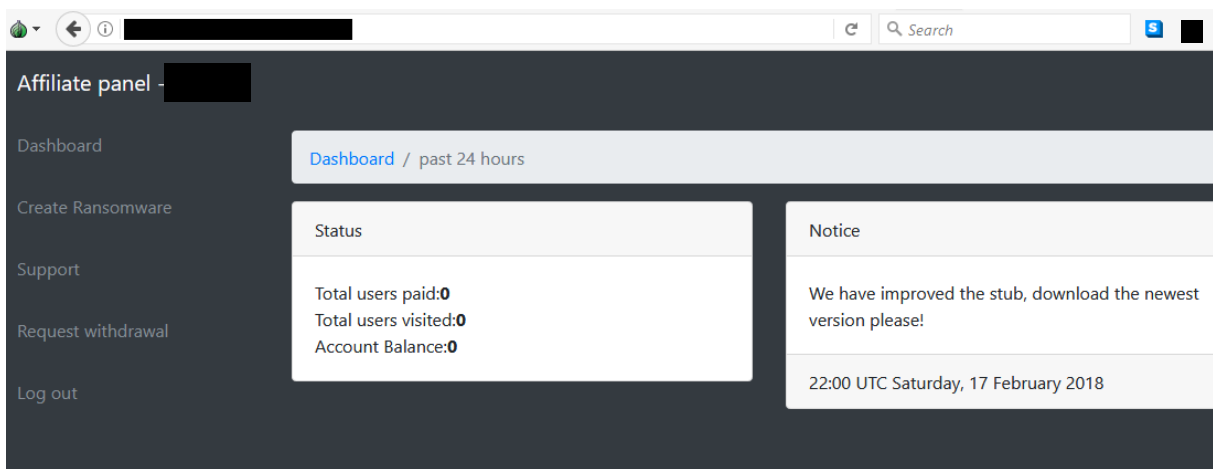 Search
S
Affiliate panel -
Dashboard
Create Ransomware
Support
Request withdrawal
Log out
Dashboard / past 24 hours
Status
Total users paid:0
Total users visited:0
Account Balance:0
Notice
We have improved the stub, download the newest
version please!
22:00 UTC Saturday, 17 February 2018